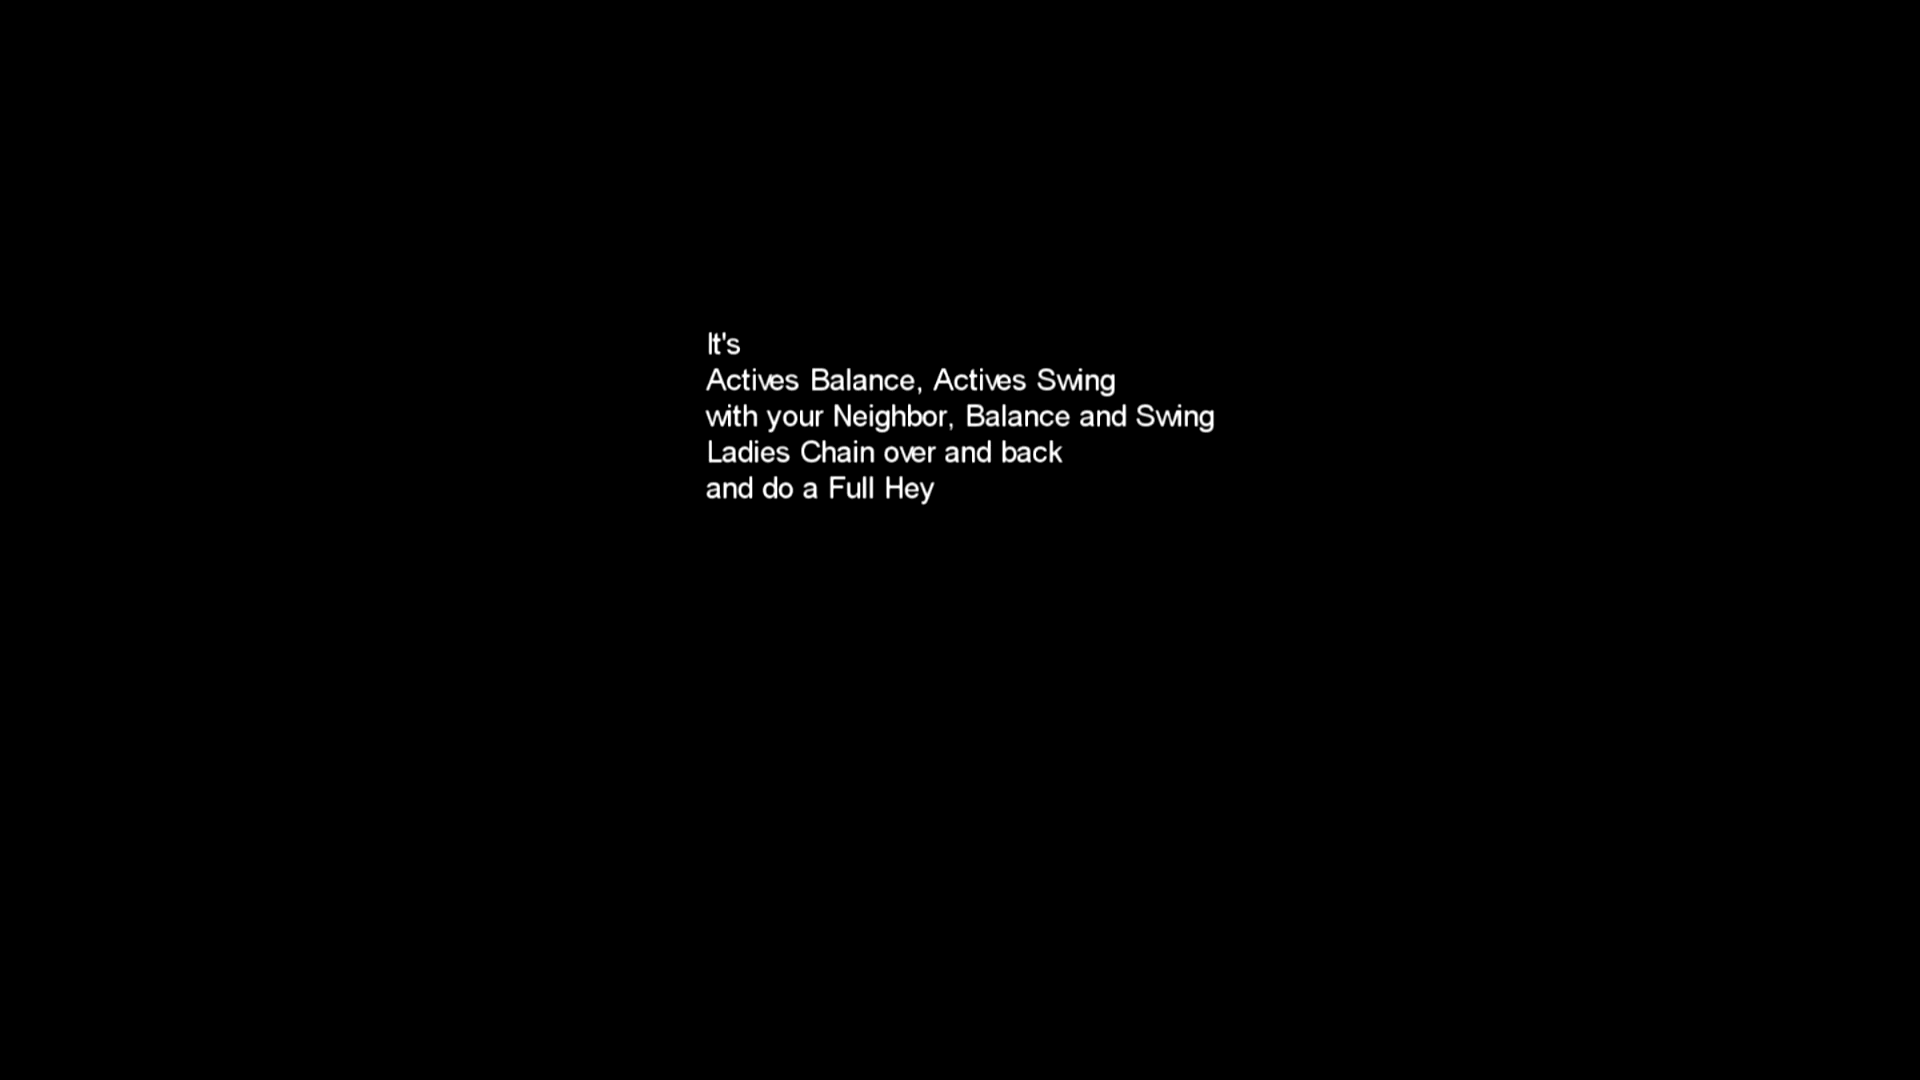 It's
Actives Balance, Actives Swing
with your Neighbor, Balance and Swing
Ladies Chain over and back
and do a Full Hey